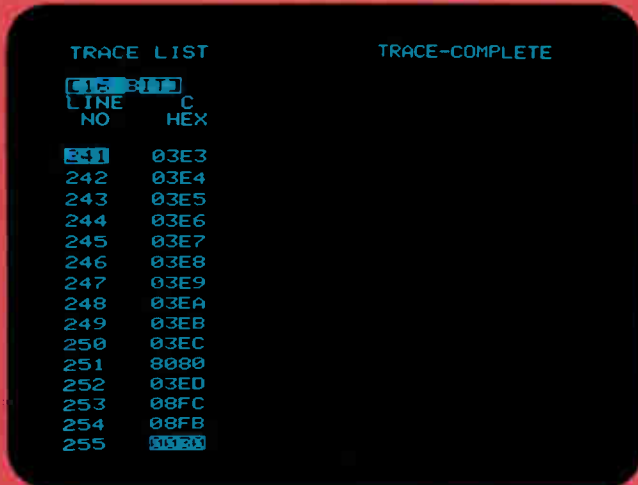 TRACE LIST TRACE-COMPLETE
LINE C
NO HEX
241 03E3
242 03E4
243 03E5
244 03E6
245 03E7
246 03E8
247 03E9
248 03EA
249 03EB
250 03EC
251 8080
252 03ED
253 08FC
254 08FB
255